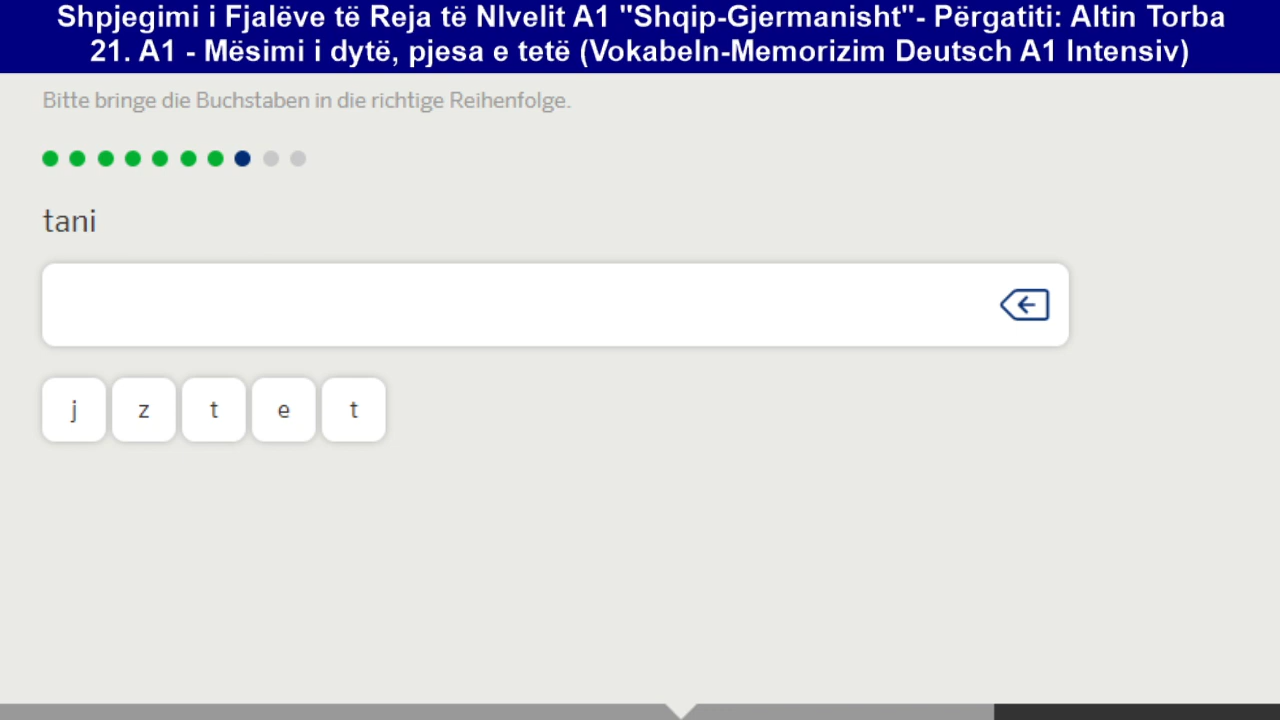 Shpjegimi i Fjalëve të Reja të NIvelit A1 "Shqip-Gjermanisht"- Përgatiti: Altin Torba
21. A1 - Mësimi i dytë, pjesa e tetë (Vokabeln-Memorizim Deutsch A1 Intensiv)
Bitte bringe die Buchstaben in die richtige Reihenfolge.
tani
j z t e t